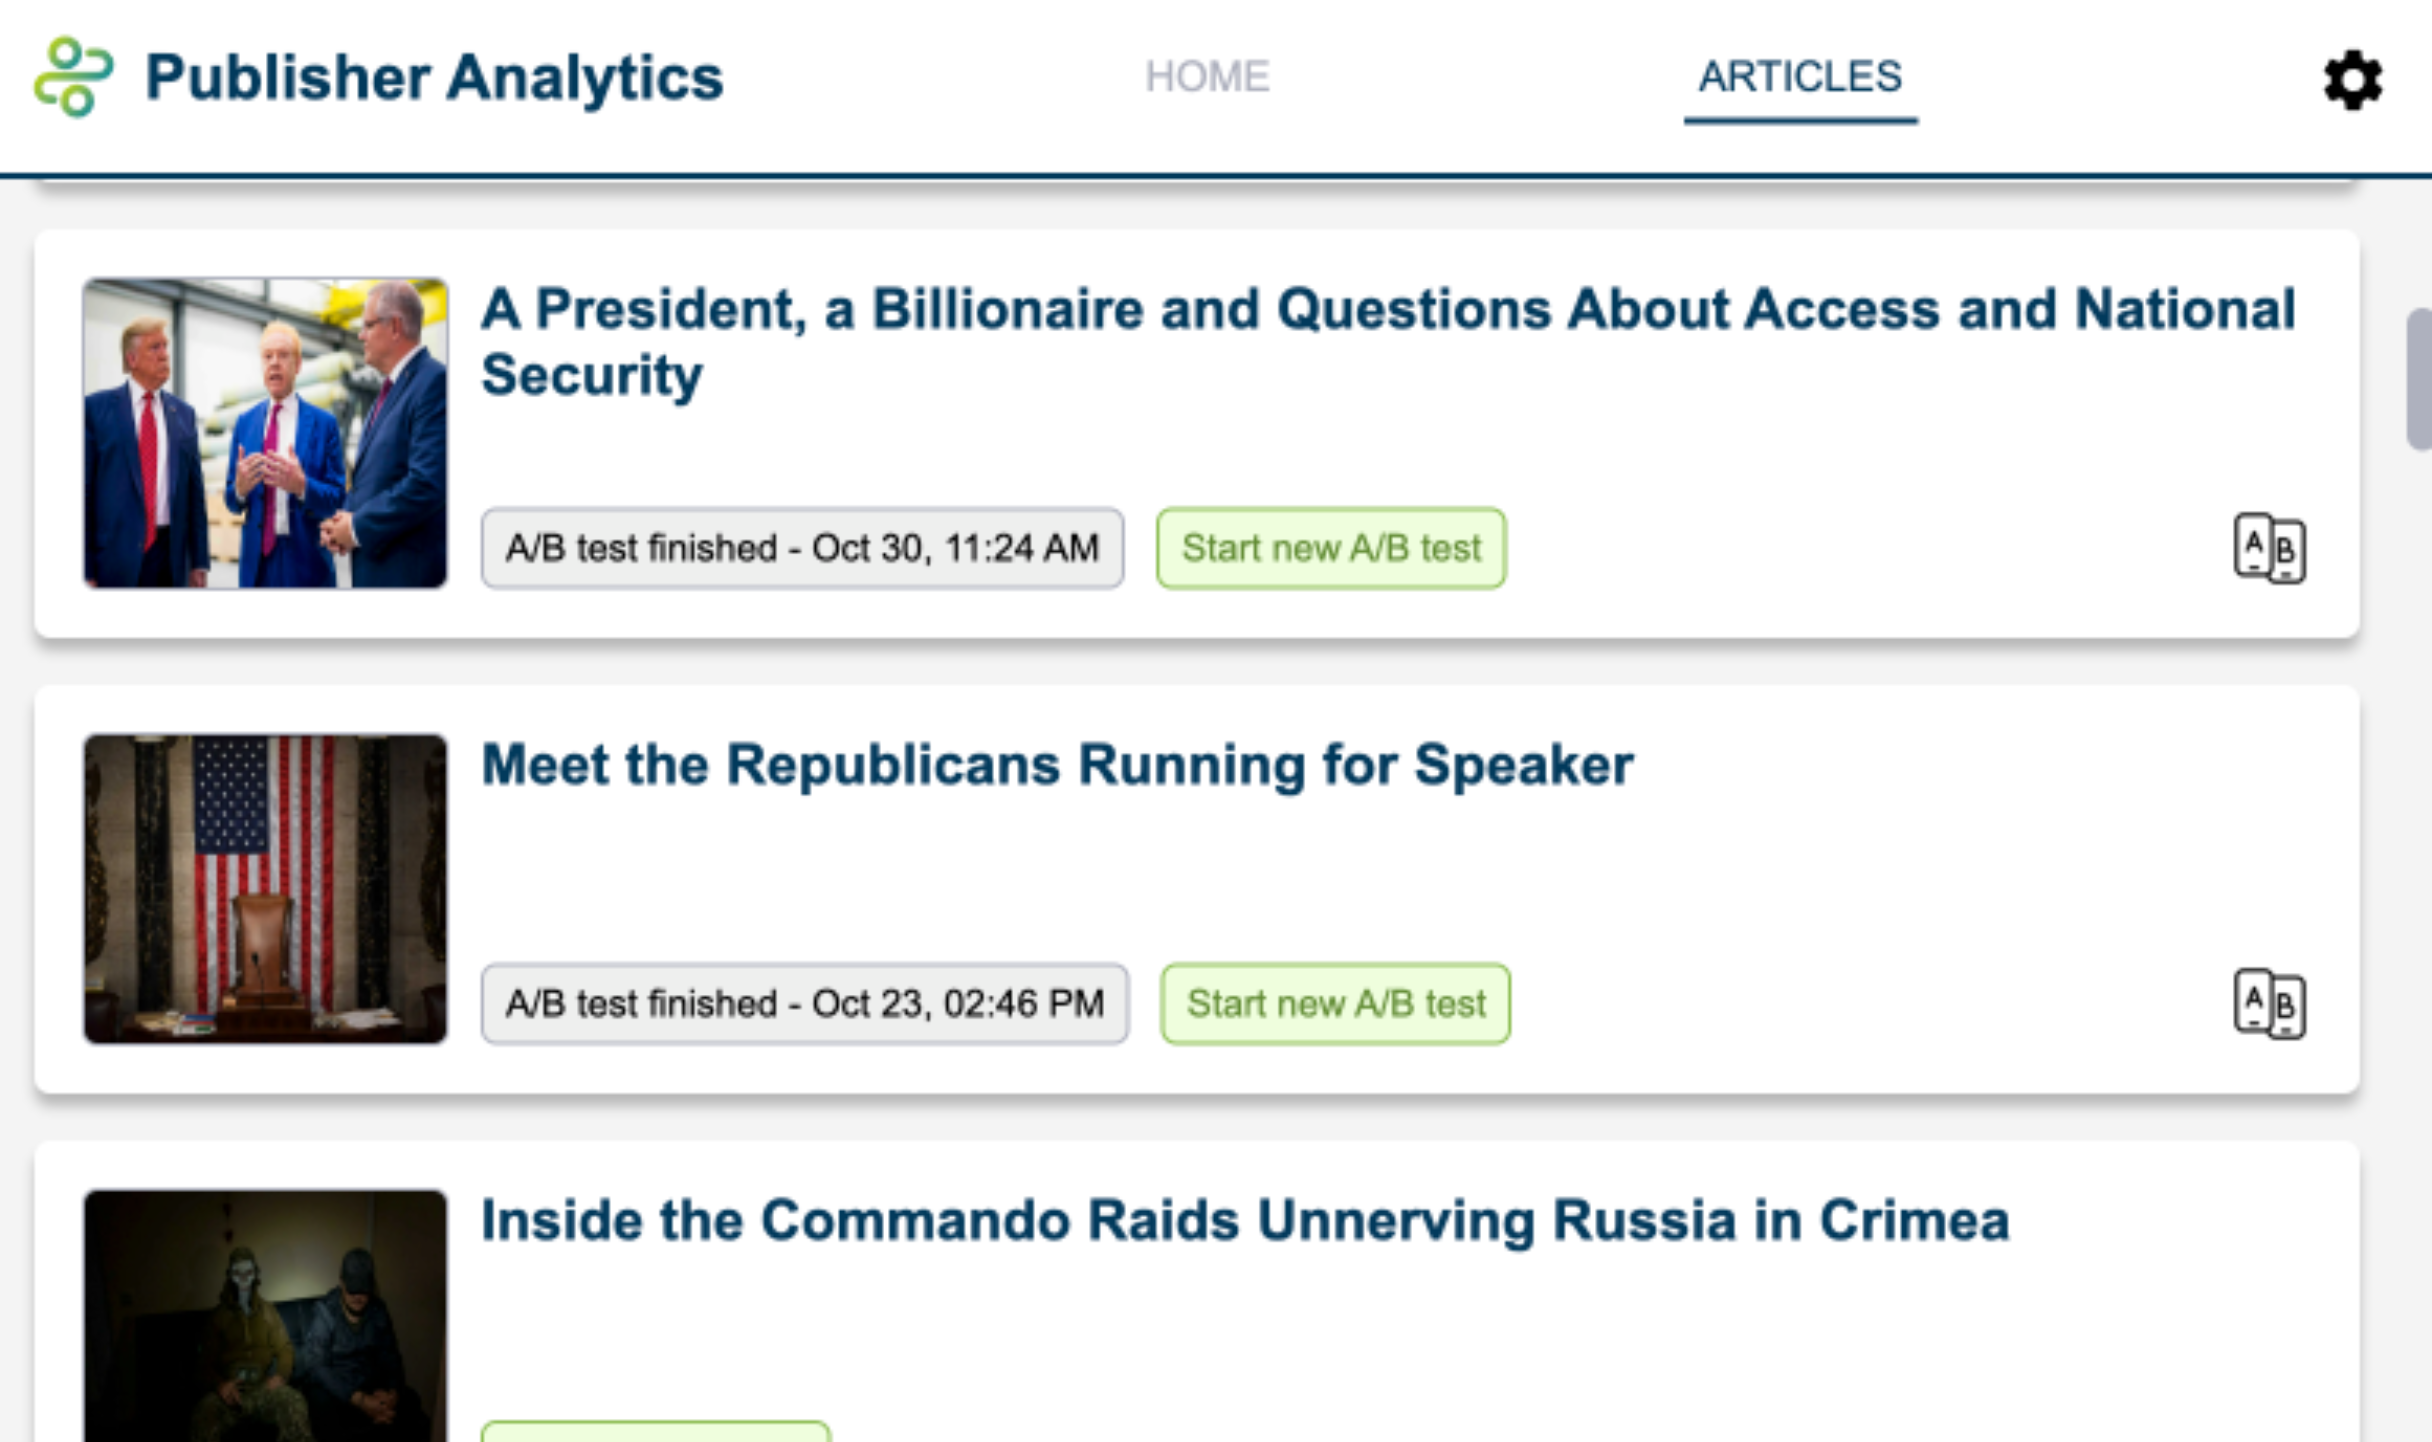 Publisher Analytics
HOME
ARTICLES
A President, a Billionaire and Questions About Access and National
Security
A/B test finished - Oct 30, 11:24 AM
Start new A/B test
A B
Meet the Republicans Running for Speaker
A/B test finished - Oct 23, 02:46 PM
Start new A/B test
A B
Inside the Commando Raids Unnerving Russia in Crimea